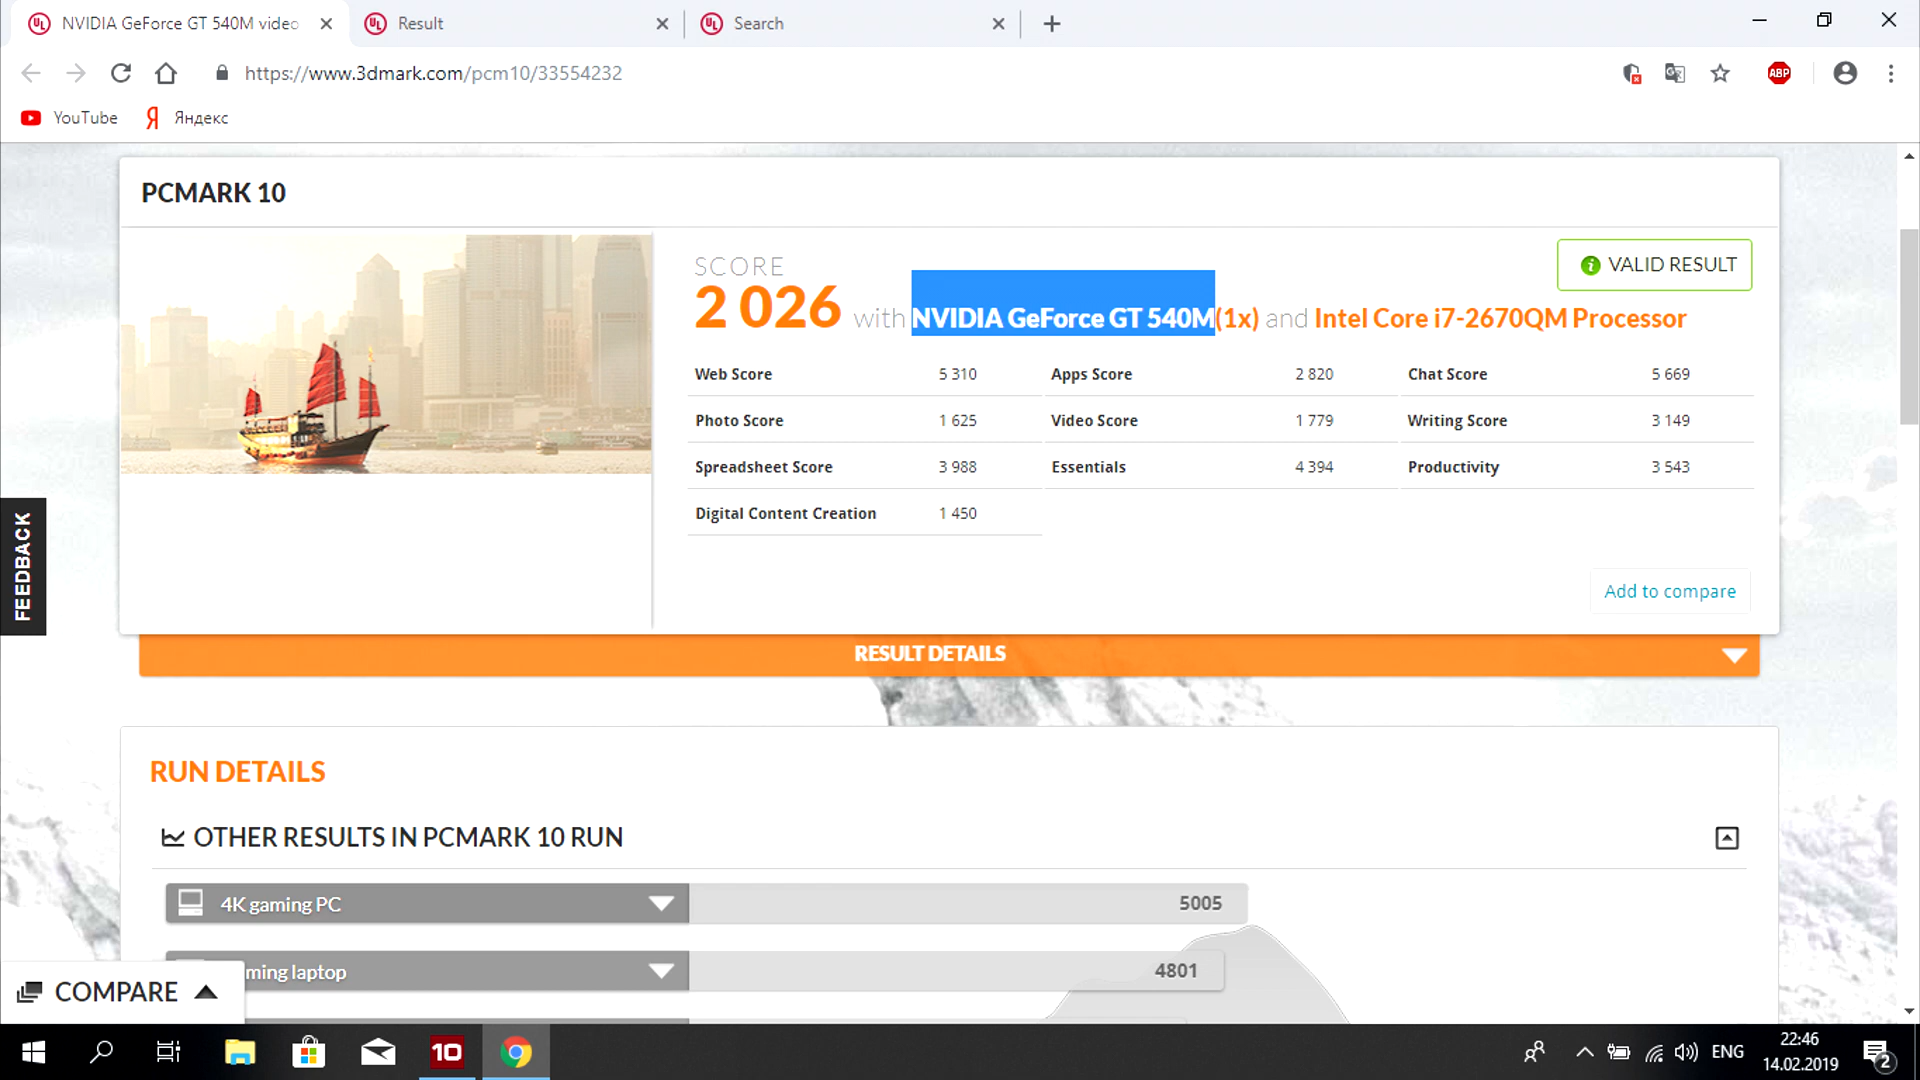 NVIDIA GeForce GT 540M video
Result
Search
https://www.3dmark.com/pcm10/33554232
ABP
YouTube
Яндекс
PCMARK 10
SCORE
VALID RESULT
2 026 with NVIDIA GeForce GT 540M(1x) and Intel Core i7-2670QM Processor
Web Score 5 310 Apps Score 2 820 Chat Score 5 669
Photo Score 1 625 Video Score 1 779 Writing Score 3 149
Spreadsheet Score 3 988 Essentials 4 394 Productivity 3 543
Digital Content Creation 1 450
FEEDBACK
Add to compare
RESULT DETAILS
RUN DETAILS
OTHER RESULTS IN PCMARK 10 RUN
4K gaming PC 5005
ming laptop 4801
COMPARE
10
ENG
22:46
14.02.2019
2